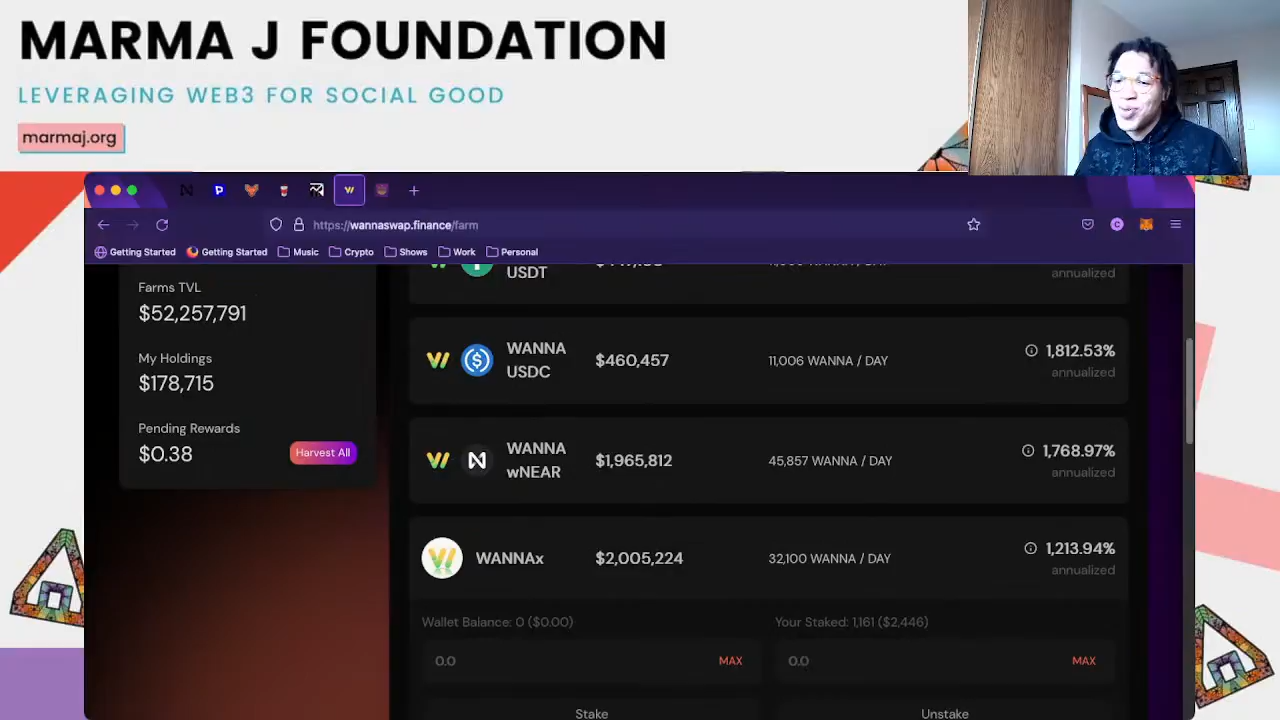 MARMA J FOUNDATION
LEVERAGING WEB3 FOR SOCIAL GOOD
marmaj.org
https://wannaswap.finance/farm
Getting Started
Getting Started
Music
Crypto
Shows
Work
Personal
Farms TVL
$52,257,791
My Holdings
$178,715
Pending Rewards
$0.38
Harvest All
USDT
annualized
WANNA
USDC
$460,457
11,006 WANNA / DAY
1,812.53%
annualized
WANNA
wNEAR
$1,965,812
45,857 WANNA / DAY
1,768.97%
annualized
WANNAx
$2,005,224
32,100 WANNA / DAY
1,213.94%
annualized
Wallet Balance: 0 ($0.00)
Your Staked: 1,161 ($2,446)
0.0
MAX
0.0
MAX
Stake
Unstake